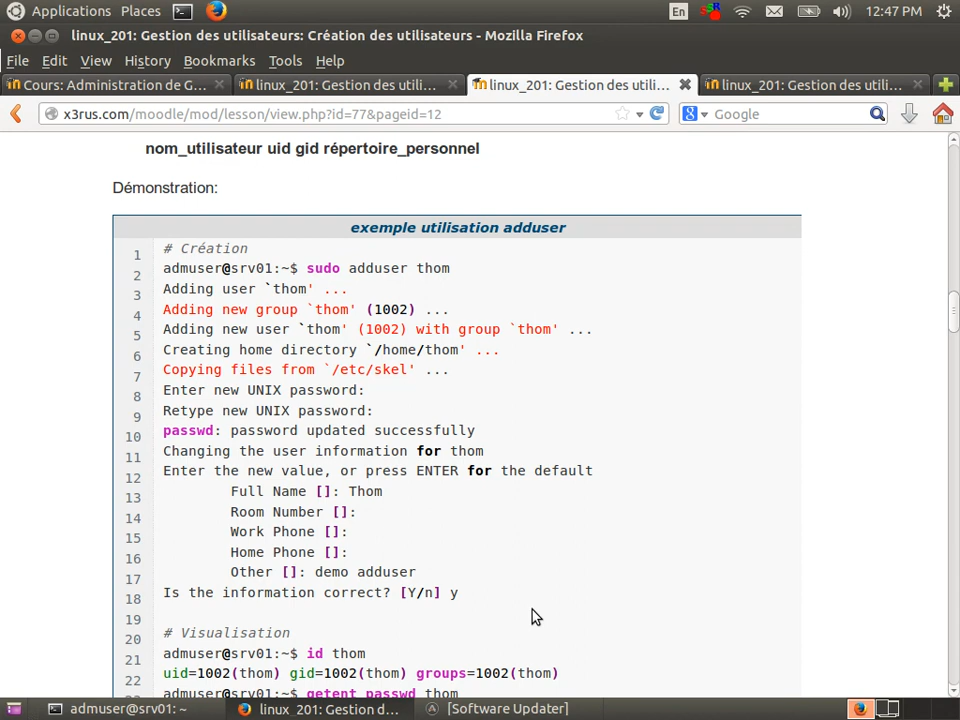 Applications Places En 12:47 PM
linux_201: Gestion des utilisateurs: Création des utilisateurs - Mozilla Firefox
File Edit View History Bookmarks Tools Help
Cours: Administration de G... linux_201: Gestion des utili... linux_201: Gestion des utili... linux_201: Gestion des utili...
x3rus.com/moodle/mod/lesson/view.php?id=77&pageid=12 Google
nom_utilisateur uid gid répertoire_personnel
Démonstration:
exemple utilisation adduser
1 # Création
2 admuser@srv01:~$ sudo adduser thom
3 Adding user `thom' ...
4 Adding new group `thom' (1002) ...
5 Adding new user `thom' (1002) with group `thom' ...
6 Creating home directory `/home/thom' ...
7 Copying files from `/etc/skel' ...
8 Enter new UNIX password:
9 Retype new UNIX password:
10 passwd: password updated successfully
11 Changing the user information for thom
12 Enter the new value, or press ENTER for the default
13 Full Name []: Thom
14 Room Number []:
15 Work Phone []:
16 Home Phone []:
17 Other []: demo adduser
18 Is the information correct? [Y/n] y
19
20 # Visualisation
21 admuser@srv01:~$ id thom
22 uid=1002(thom) gid=1002(thom) groups=1002(thom)
admuser@srv01:~$ getent passwd thom
admuser@srv01: ~ linux_201: Gestion d... [Software Updater]